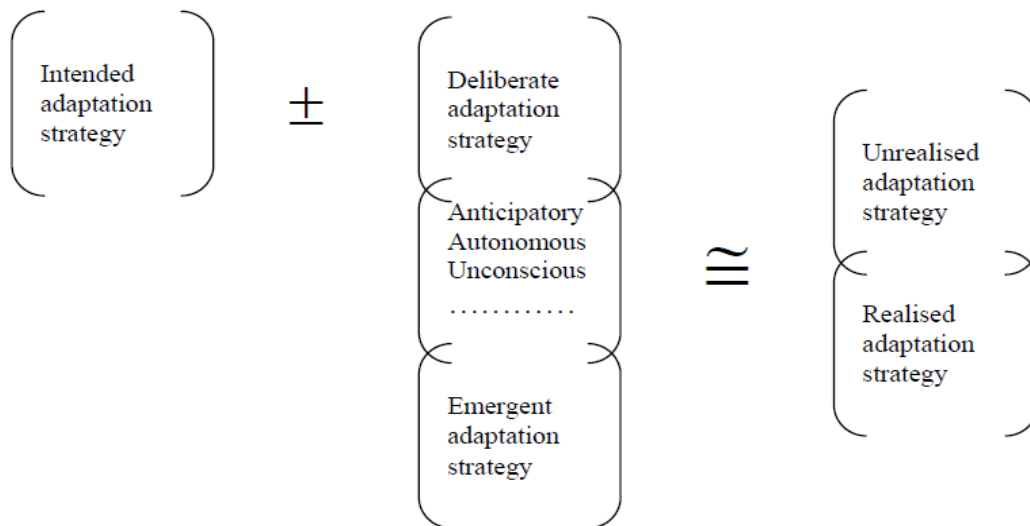 Intended
adaptation
strategy
±
Deliberate
adaptation
strategy
Anticipatory
Autonomous
Unconscious
…………
Emergent
adaptation
strategy
≅
Unrealised
adaptation
strategy
Realised
adaptation
strategy